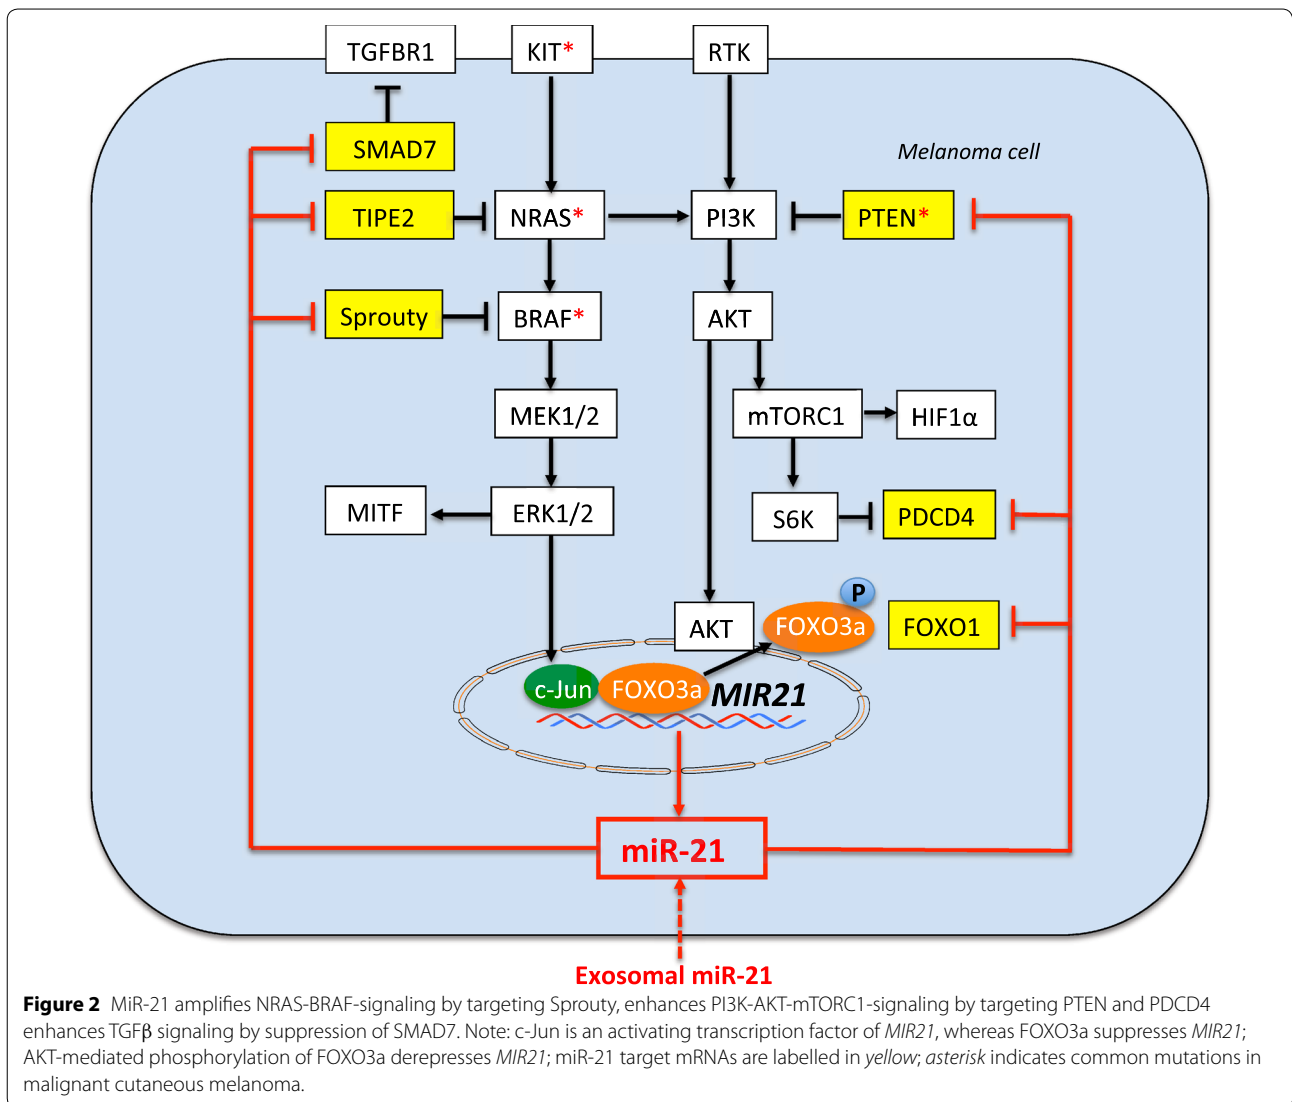 TGFBR1
KIT*
RTK
SMAD7
Melanoma cell
TIPE2
NRAS*
PI3K
PTEN*
Sprouty
BRAF*
AKT
MEK1/2
mTORC1
HIF1α
MITF
ERK1/2
S6K
PDCD4
P
AKT
FOXO3a
FOXO1
c-Jun
FOXO3a
MIR21
miR-21
Exosomal miR-21
Figure 2 MiR-21 amplifies NRAS-BRAF-signaling by targeting Sprouty, enhances PI3K-AKT-mTORC1-signaling by targeting PTEN and PDCD4
enhances TGFβ signaling by suppression of SMAD7. Note: c-Jun is an activating transcription factor of MIR21, whereas FOXO3a suppresses MIR21;
AKT-mediated phosphorylation of FOXO3a derepresses MIR21; miR-21 target mRNAs are labelled in yellow; asterisk indicates common mutations in
malignant cutaneous melanoma.